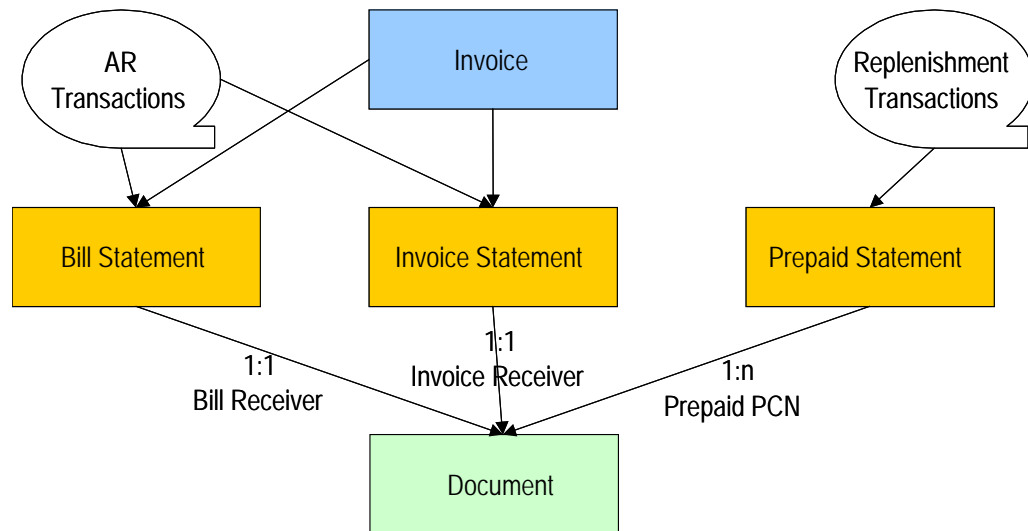 AR
Transactions
Invoice
Replenishment
Transactions
Bill Statement
Invoice Statement
Prepaid Statement
1:1
Bill Receiver
1:1
Invoice Receiver
1:n
Prepaid PCN
Document